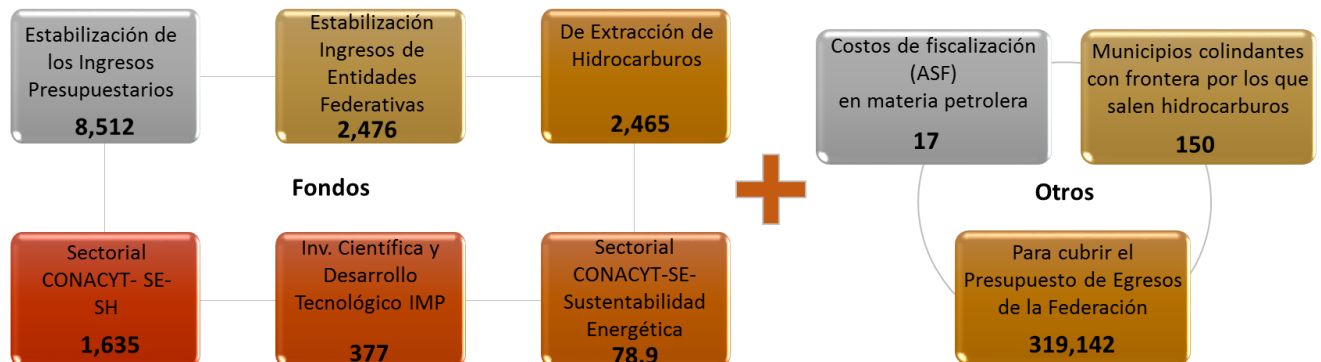 Estabilización de
los Ingresos
Presupuestarios
8,512
Estabilización
Ingresos de
Entidades
Federativas
2,476
De Extracción de
Hidrocarburos
2,465
Fondos
Sectorial
CONACYT- SE-
SH
1,635
Inv. Científica y
Desarrollo
Tecnológico IMP
377
Sectorial
CONACYT-SE-
Sustentabilidad
Energética
78.9
Costos de fiscalización
(ASF)
en materia petrolera
17
Municipios colindantes
con frontera por los que
salen hidrocarburos
150
Otros
Para cubrir el
Presupuesto de Egresos
de la Federación
319,142